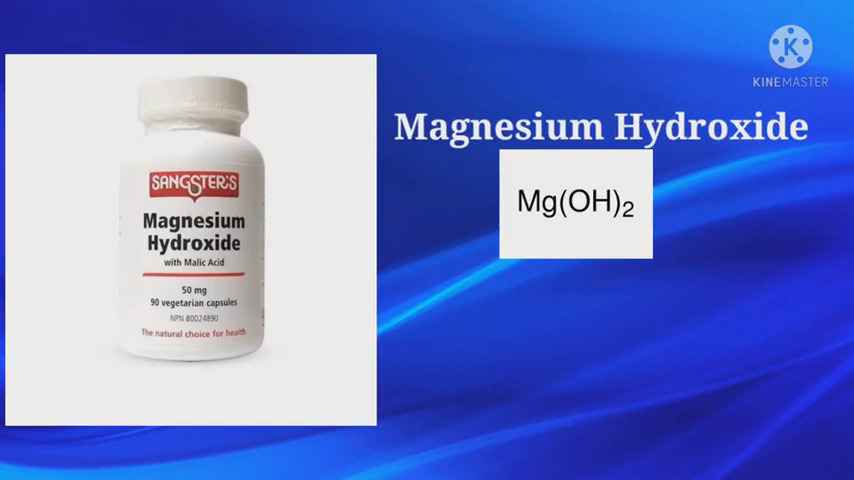 KINEMASTER
Magnesium Hydroxide
Mg(OH)₂
SANGSTER'S
Magnesium
Hydroxide
with Malic Acid
50 mg
90 vegetarian capsules
NPN 80024890
The natural choice for health